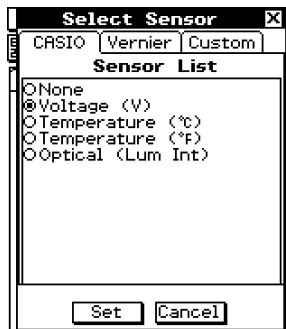 Select Sensor X
CASIO Vernier Custom
Sensor List
None
Voltage (V)
Temperature (℃)
Temperature (℉)
Optical (Lum Int)
Set Cancel